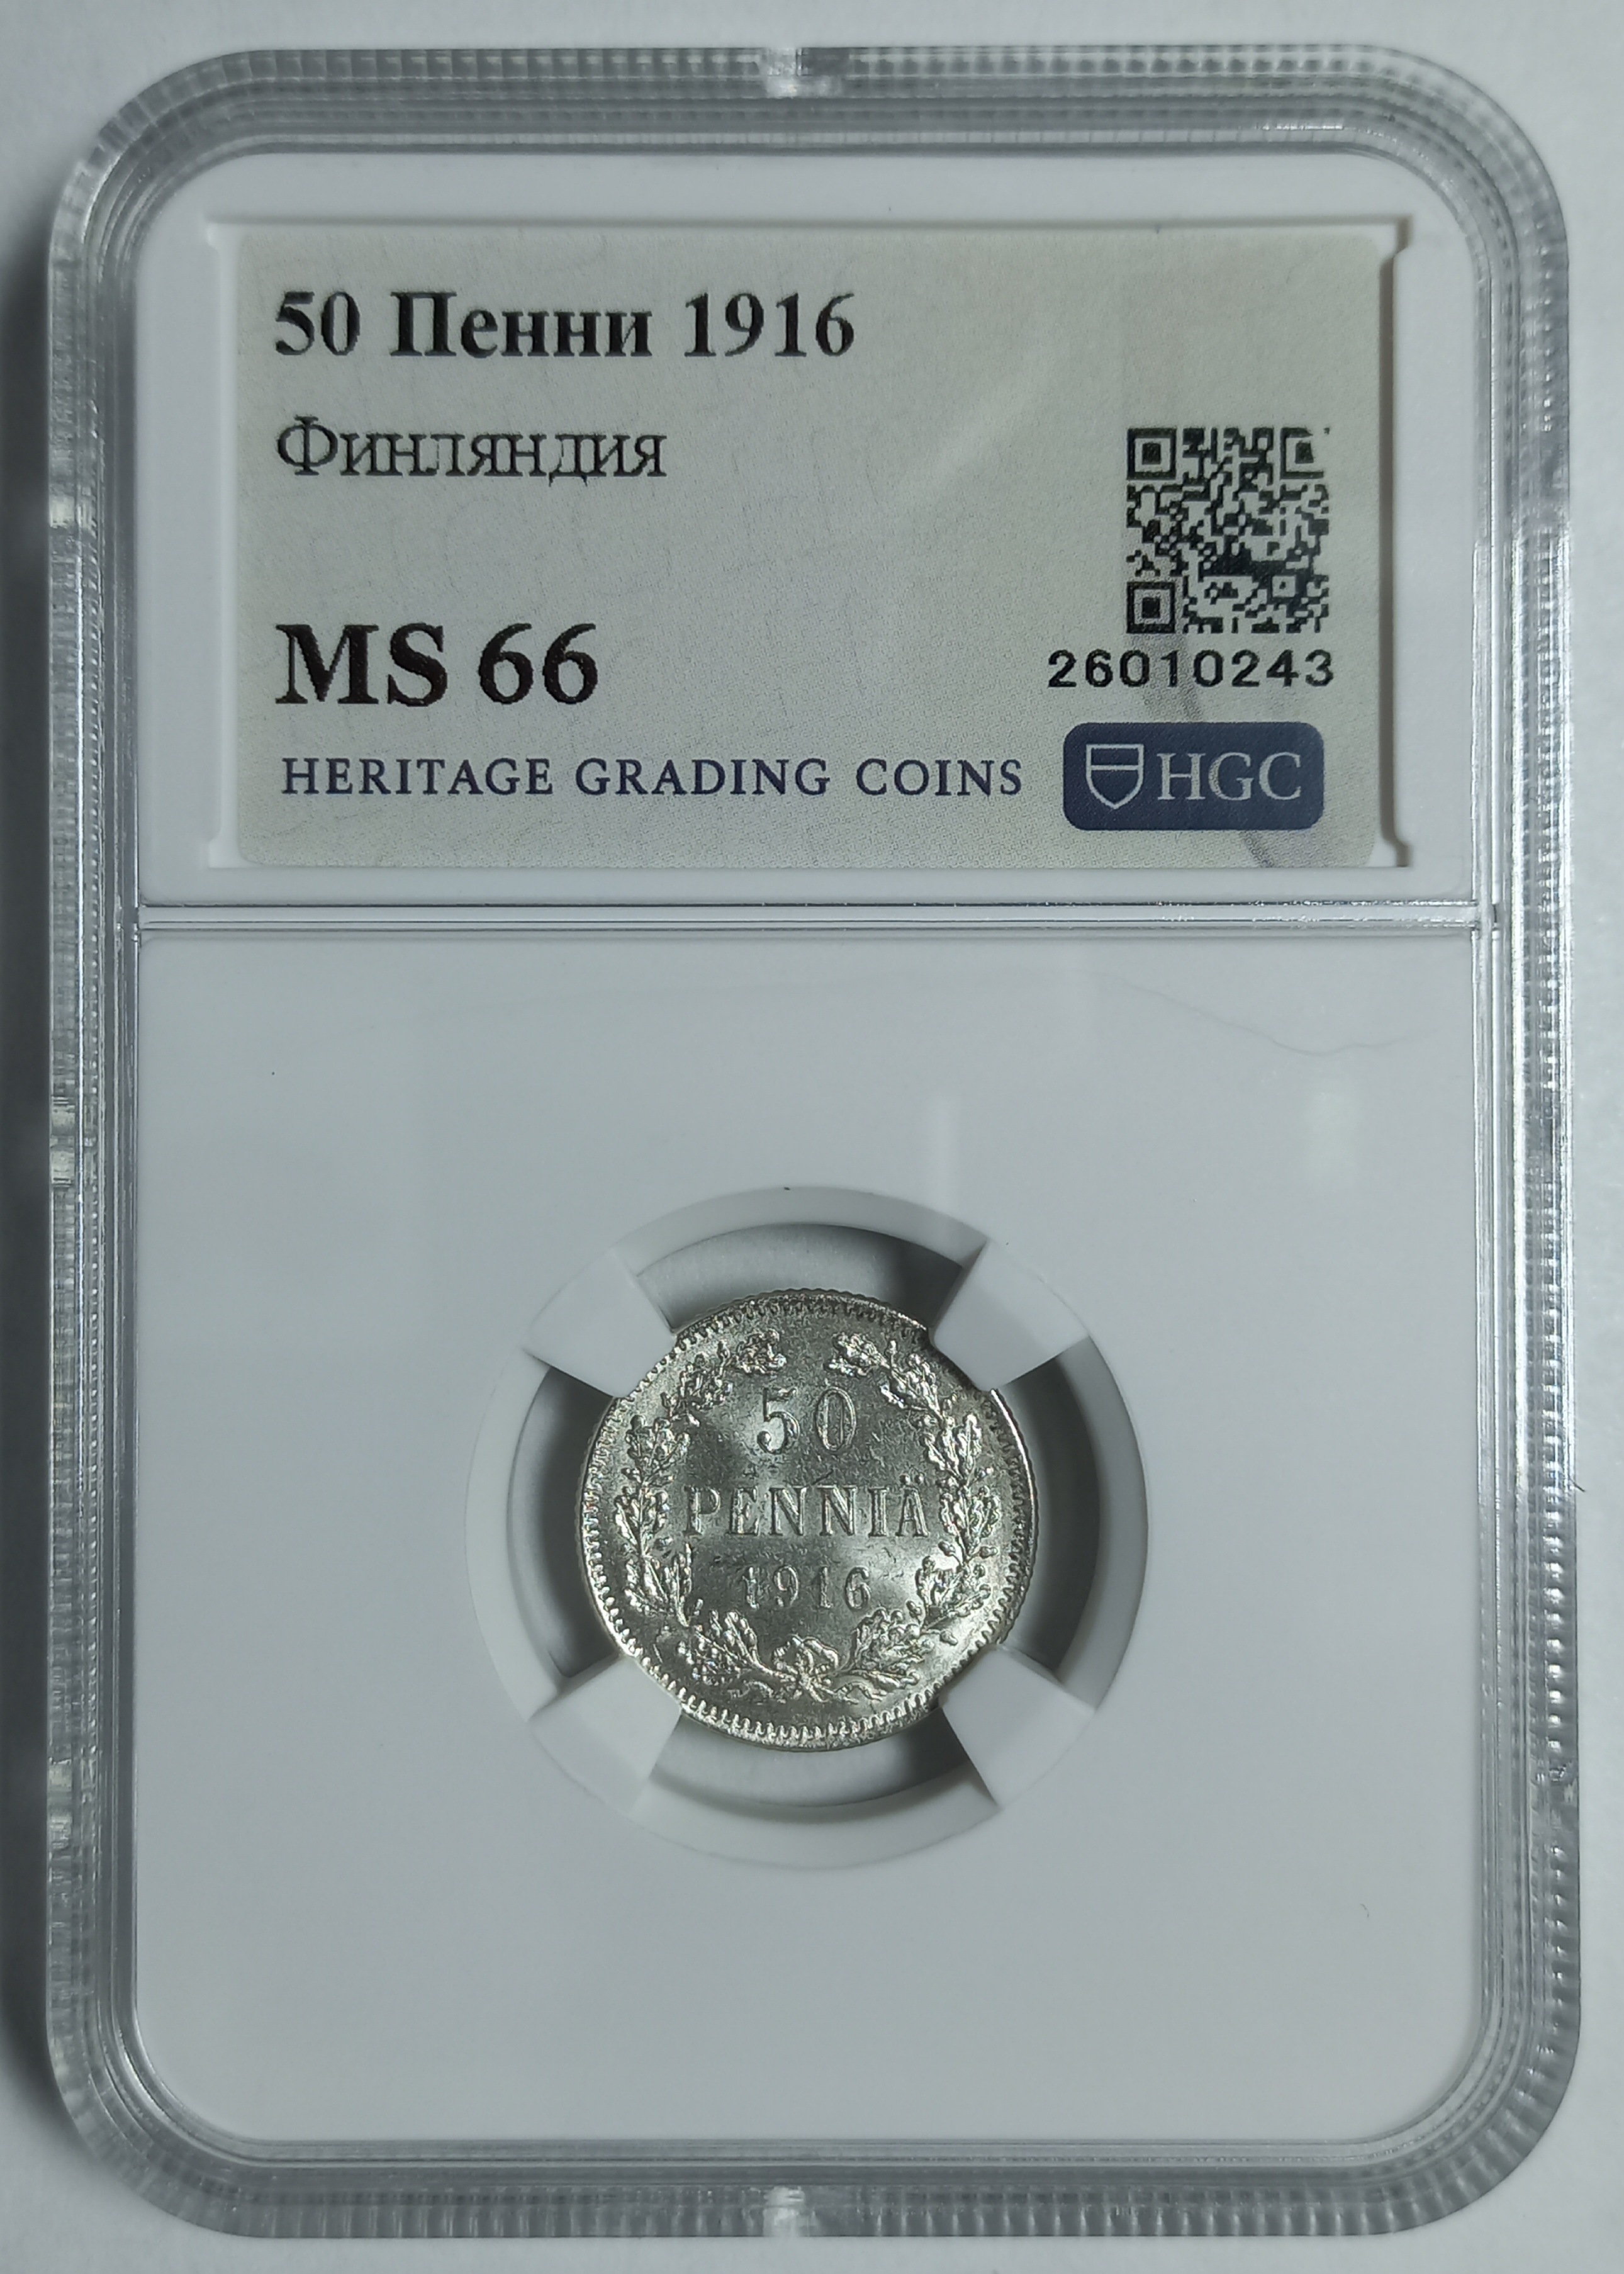 50 Пенни 1916
Финляндия
MS 66
26010243
HERITAGE GRADING COINS
HGC
50
PENNIÄ
1916